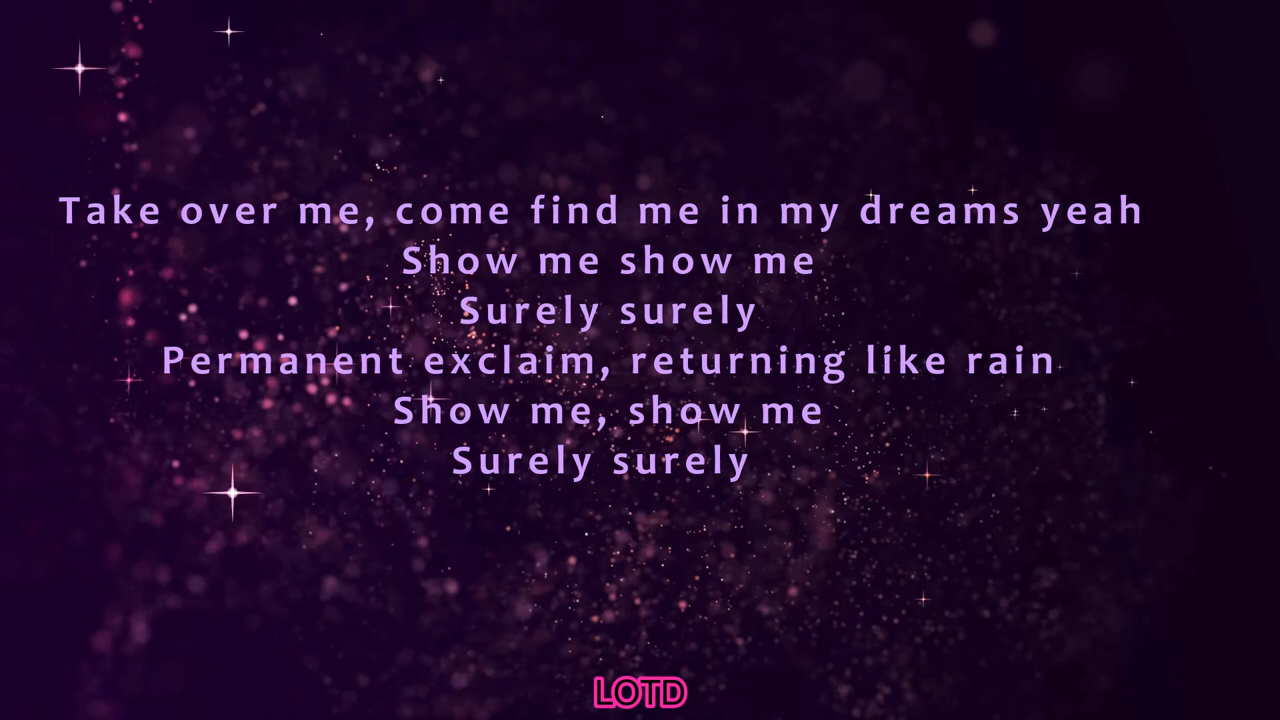 Take over me, come find me in my dreams yeah
Show me show me
Surely surely
Permanent exclaim, returning like rain
Show me, show me
Surely surely
LOTD